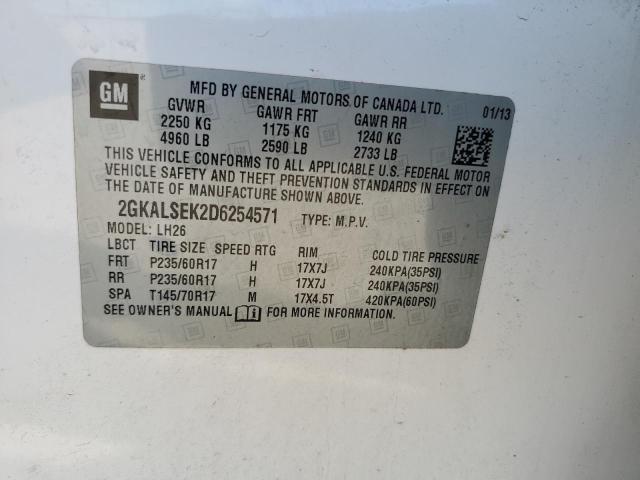 GM
MFD BY GENERAL MOTORS OF CANADA LTD. 01/13
GVWR GAWR FRT GAWR RR
2250 KG 1175 KG 1240 KG
4960 LB 2590 LB 2733 LB
THIS VEHICLE CONFORMS TO ALL APPLICABLE U.S. FEDERAL MOTOR
VEHICLE SAFETY AND THEFT PREVENTION STANDARDS IN EFFECT ON
THE DATE OF MANUFACTURE SHOWN ABOVE.
2GKALSEK2D6254571 TYPE: M.P.V.
MODEL: LH26
LBCT TIRE SIZE SPEED RTG RIM COLD TIRE PRESSURE
FRT P235/60R17 H 17X7J 240KPA(35PSI)
RR P235/60R17 H 17X7J 240KPA(35PSI)
SPA T145/70R17 M 17X4.5T 420KPA(60PSI)
SEE OWNER'S MANUAL FOR MORE INFORMATION.